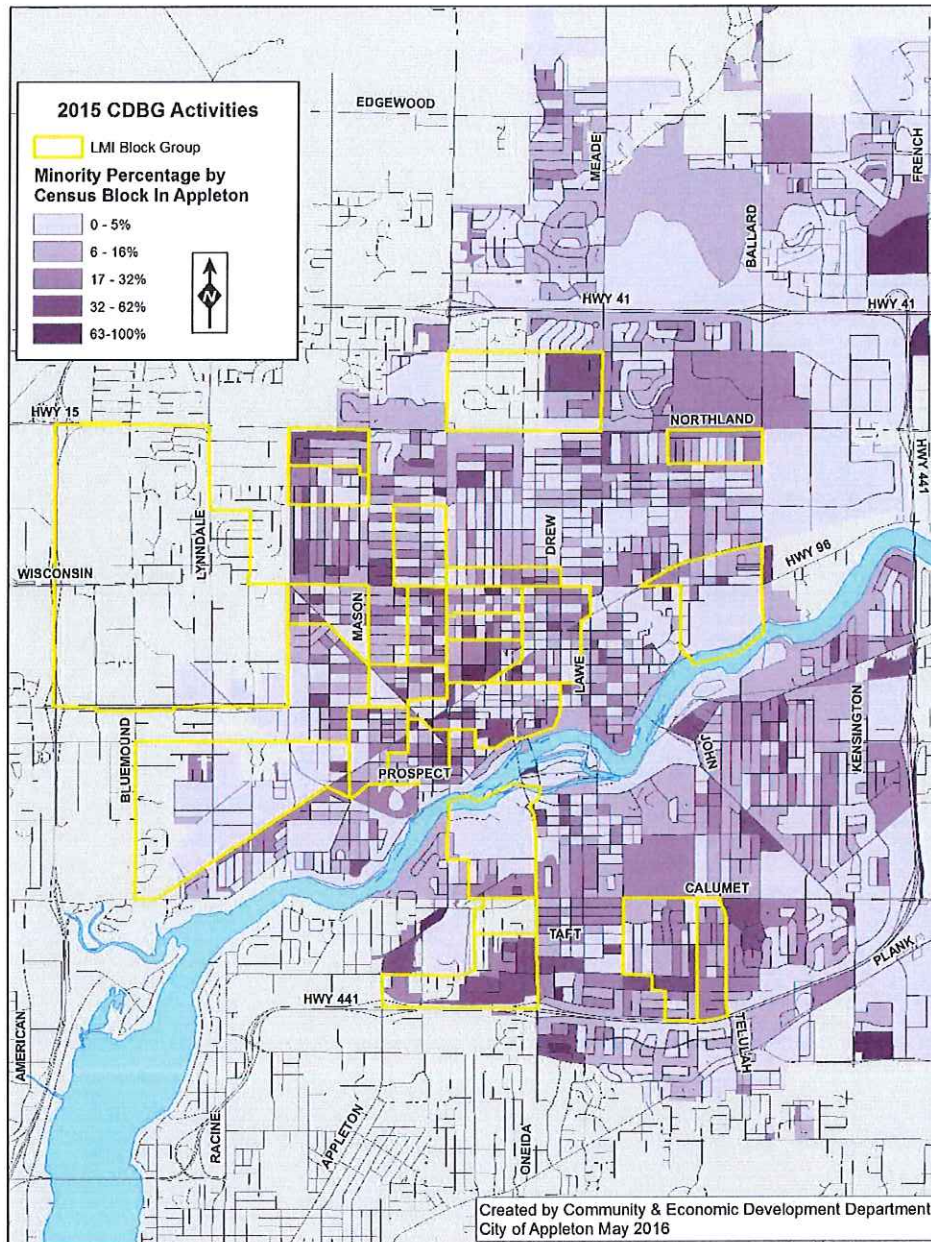 2015 CDBG Activities
LMI Block Group
Minority Percentage by
Census Block In Appleton
0 - 5%
6 - 16%
17 - 32%
32 - 62%
63-100%
N
EDGEWOOD
MEADE
FRENCH
BALLARD
HWY 41
HWY 41
HWY 15
NORTHLAND
HWY 441
LYNNDALE
DREW
HWY 96
WISCONSIN
MASON
LAWE
BLUEMOUND
KENSINGTON
JOHN
PROSPECT
CALUMET
TAFT
PLANK
HWY 441
TELULAH
AMERICAN
RACINE
APPLETON
ONEIDA
Created by Community & Economic Development Department
City of Appleton May 2016